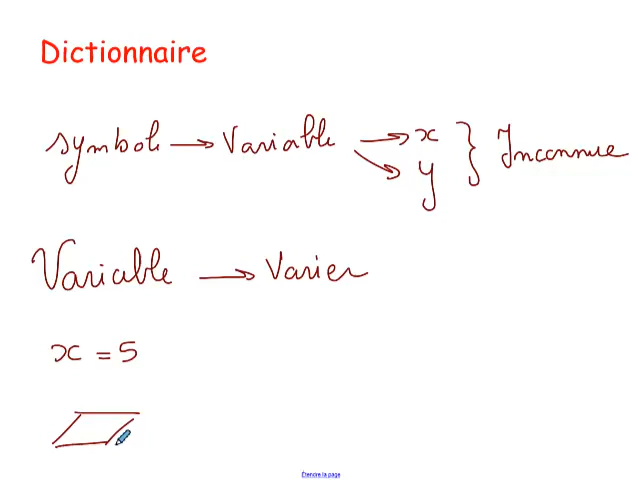 Dictionnaire
symbole → Variable → x
→ y } Inconnue
Variable → Varier
x = 5
Étendre la page